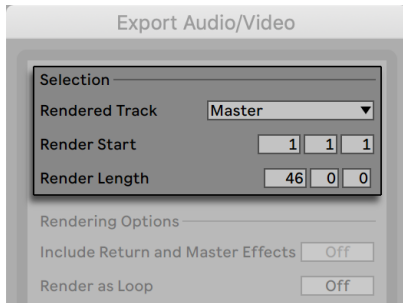 Export Audio/Video
Selection
Rendered Track Master
Render Start 1 1 1
Render Length 46 0 0
Rendering Options
Include Return and Master Effects Off
Render as Loop Off